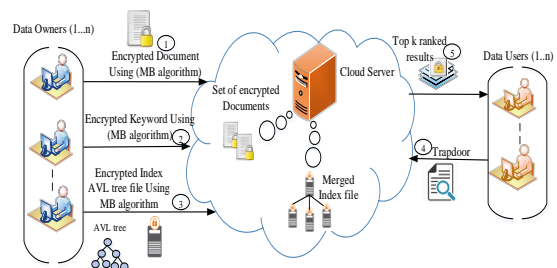 Data Owners (1...n)
1
Encrypted Document
Using (MB algorithm)
Encrypted Keyword Using
(MB algorithm)
2
Encrypted Index
AVL tree file Using
MB algorithm
3
AVL tree
Set of encrypted
Documents
Cloud Server
Merged
Index file
Top k ranked
results
5
4
Trapdoor
Data Users (1...n)